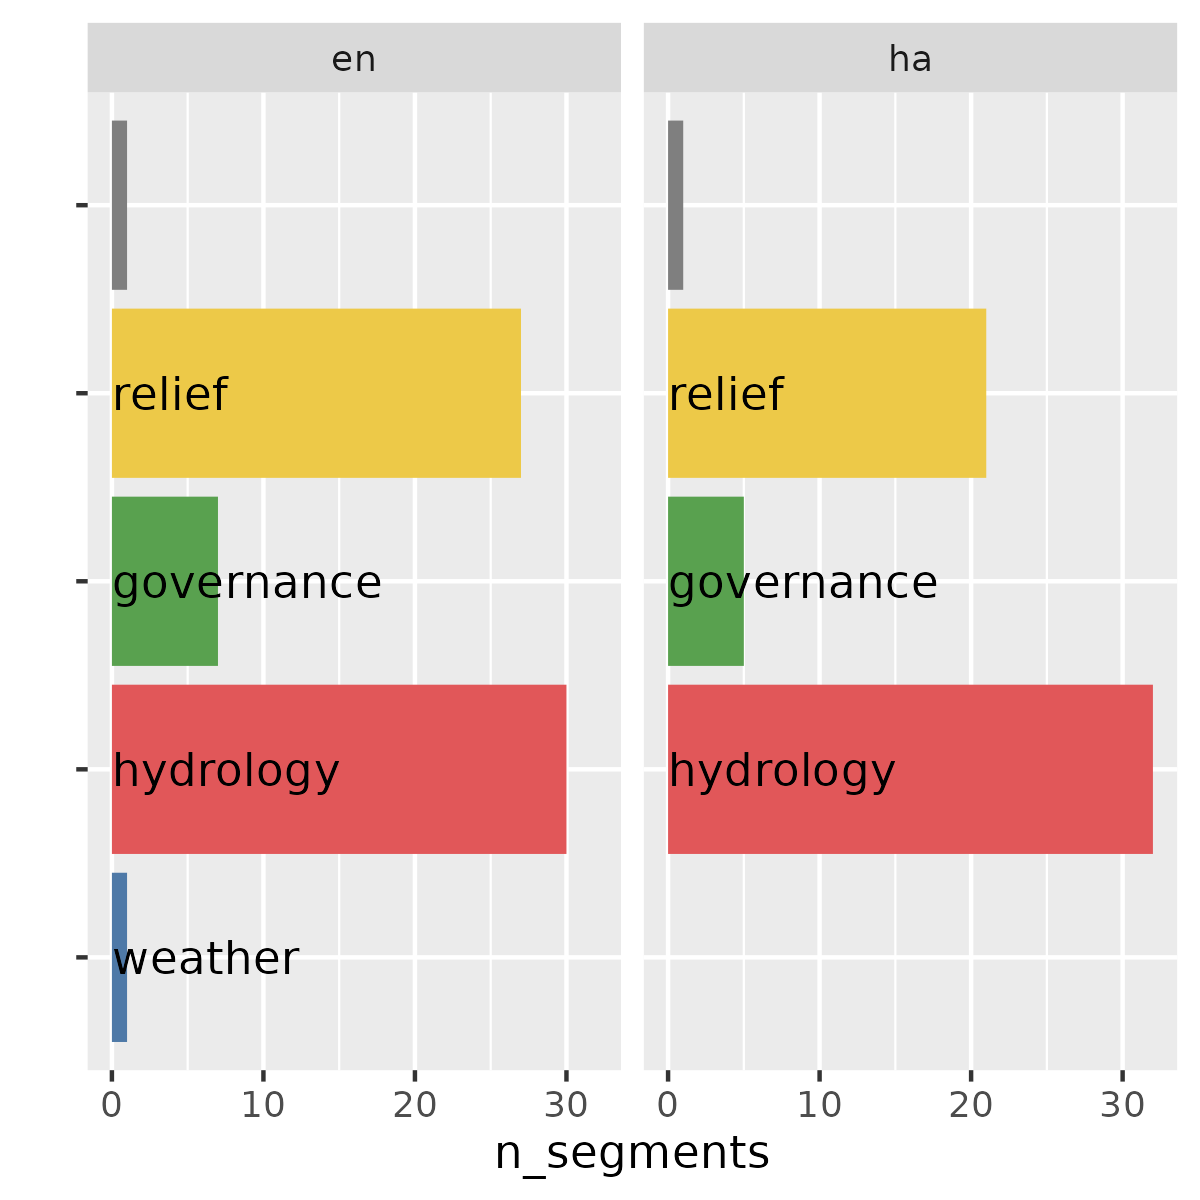 en
ha
relief
relief
governance
governance
hydrology
hydrology
weather
0 10 20 30
0 10 20 30
n_segments